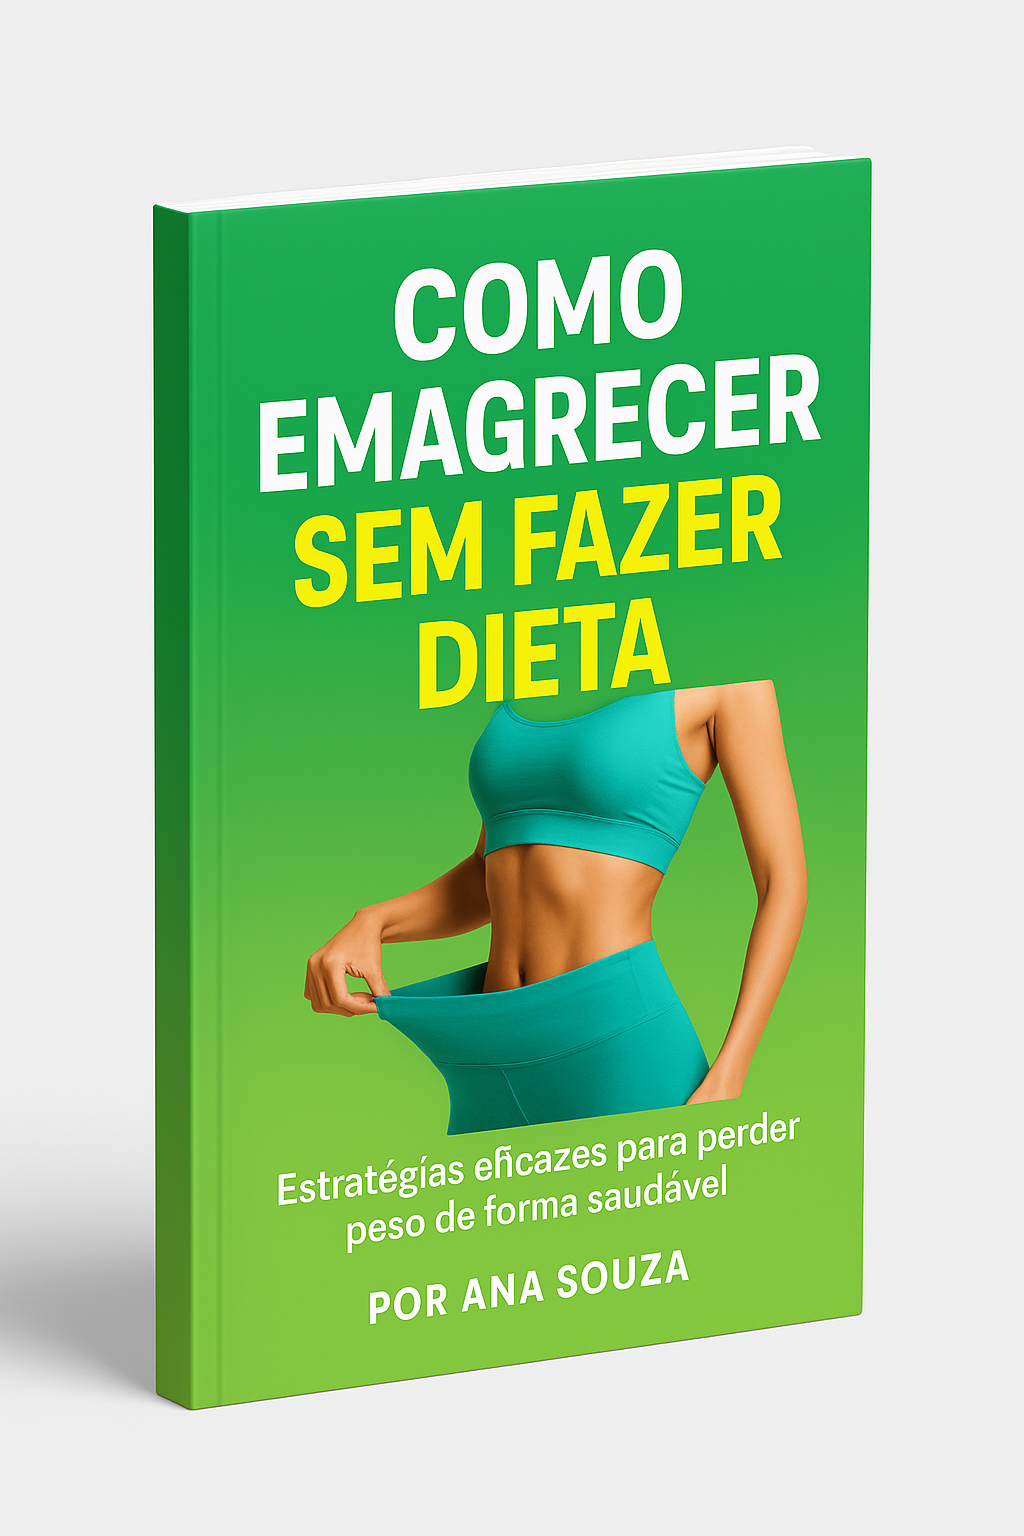 COMO
EMAGRECER
SEM FAZER
DIETA
Estratégías eficazes para perder
peso de forma saudável
POR ANA SOUZA